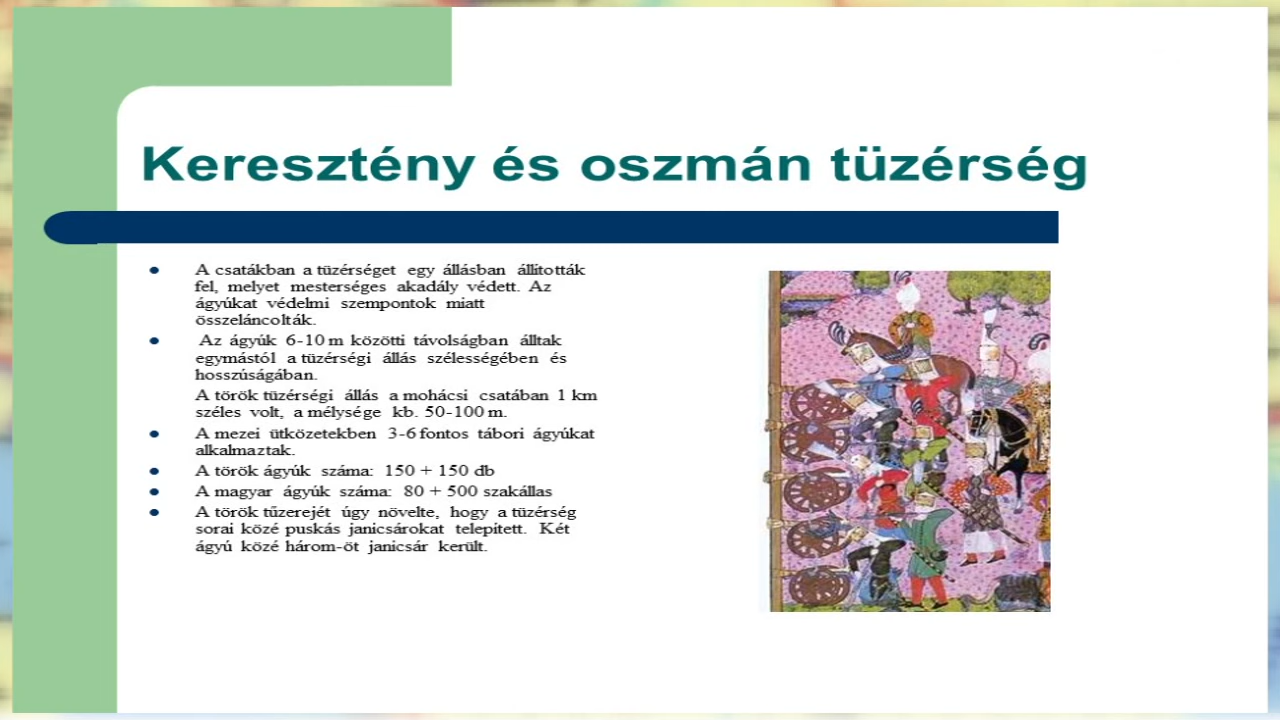 Keresztény és oszmán tüzérség
• A csatákban a tüzérséget egy állásban állították
fel, melyet mesterséges akadály védett. Az
ágyúkat védelmi szempontok miatt
összeláncolták.
• Az ágyúk 6-10 m közötti távolságban álltak
egymástól a tüzérségi állás szélességében és
hosszúságában.
A török tüzérségi állás a mohácsi csatában 1 km
széles volt, a mélysége kb. 50-100 m.
• A mezei ütközetekben 3-6 fontos tábori ágyúkat
alkalmaztak.
• A török ágyúk száma: 150 + 150 db
• A magyar ágyúk száma: 80 + 500 szakállas
• A török tűzerejét úgy növelte, hogy a tüzérség
sorai közé puskás janicsárokat telepített. Két
ágyú közé három-öt janicsár került.